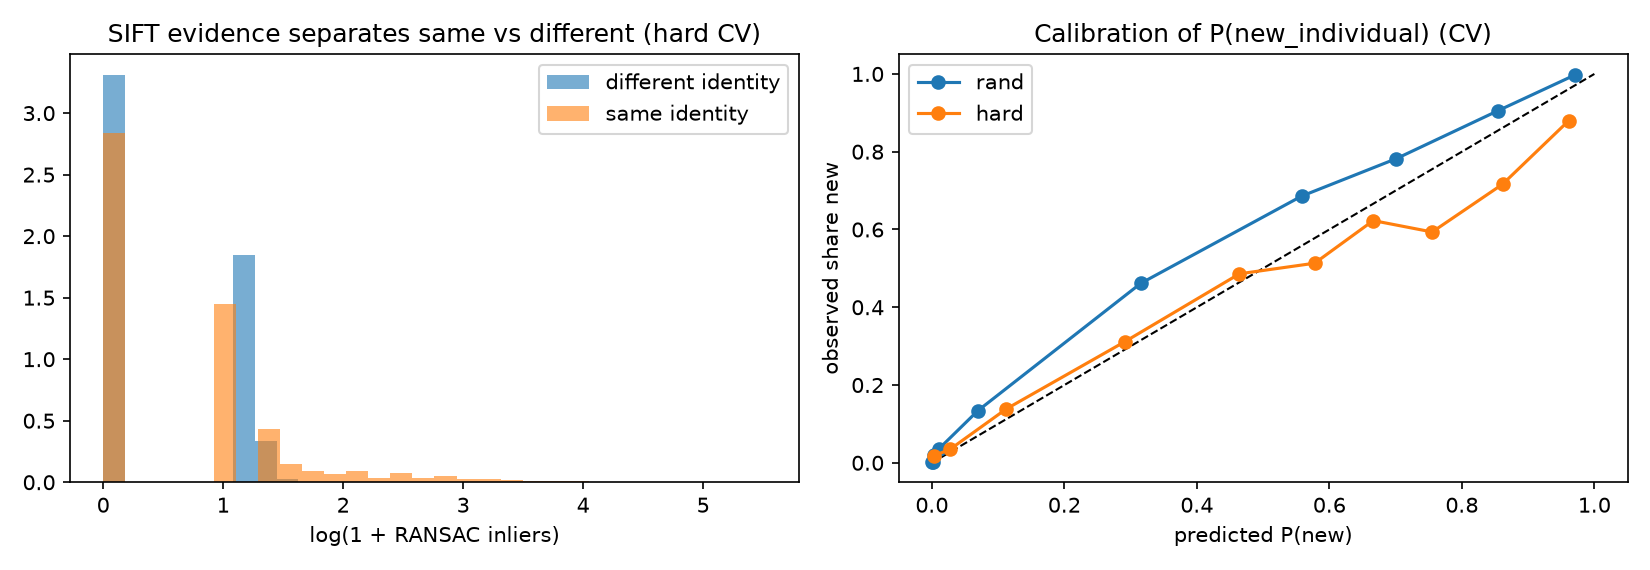 SIFT evidence separates same vs different (hard CV)
different identity
same identity
3.0
2.5
2.0
1.5
1.0
0.5
0.0
0 1 2 3 4 5
log(1 + RANSAC inliers)
Calibration of P(new_individual) (CV)
rand
hard
observed share new
1.0
0.8
0.6
0.4
0.2
0.0
0.0 0.2 0.4 0.6 0.8 1.0
predicted P(new)